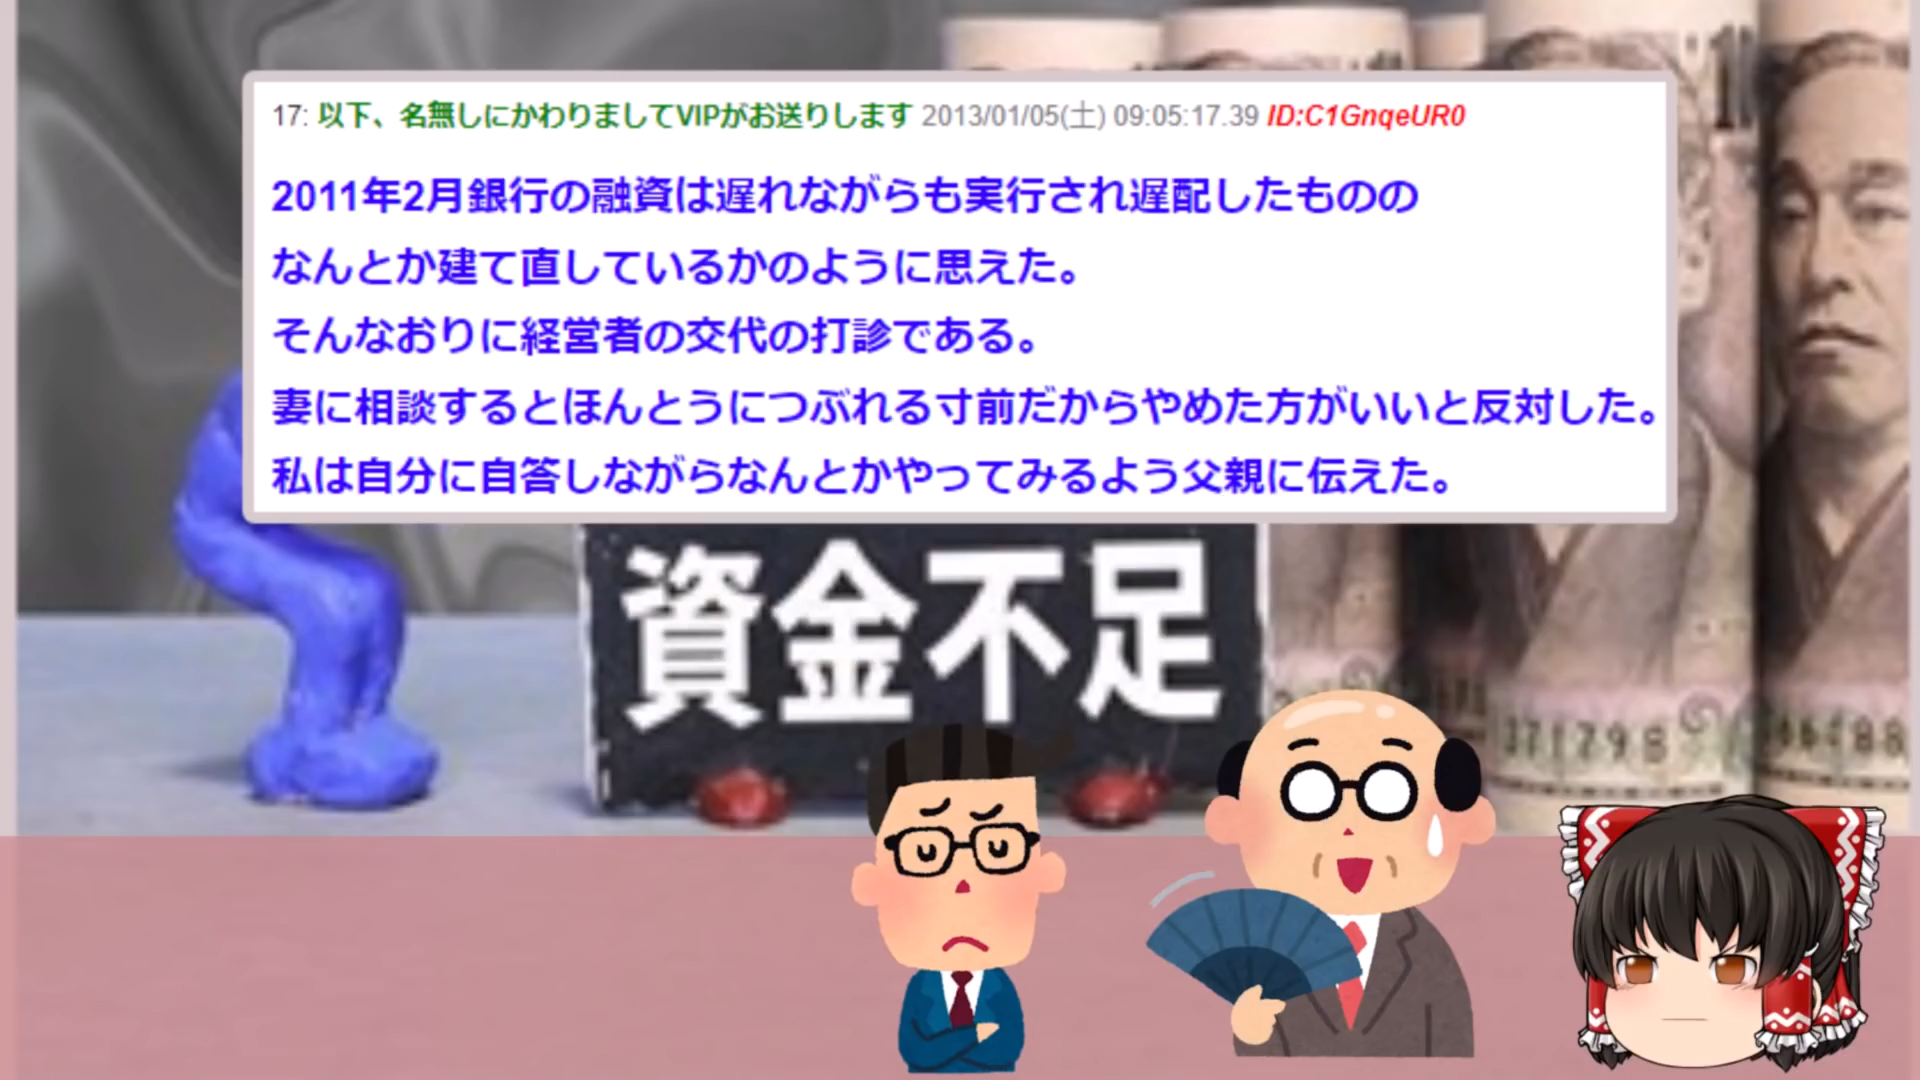 17: 以下、名無しにかわりましてVIPがお送りします 2013/01/05(土) 09:05:17.39 ID:C1GnqeUR0
2011年2月銀行の融資は遅れながらも実行され遅配したものの
なんとか建て直しているかのように思えた。
そんなおりに経営者の交代の打診である。
妻に相談するとほんとうにつぶれる寸前だからやめた方がいいと反対した。
私は自分に自答しながらなんとかやってみるよう父親に伝えた。
資金不足